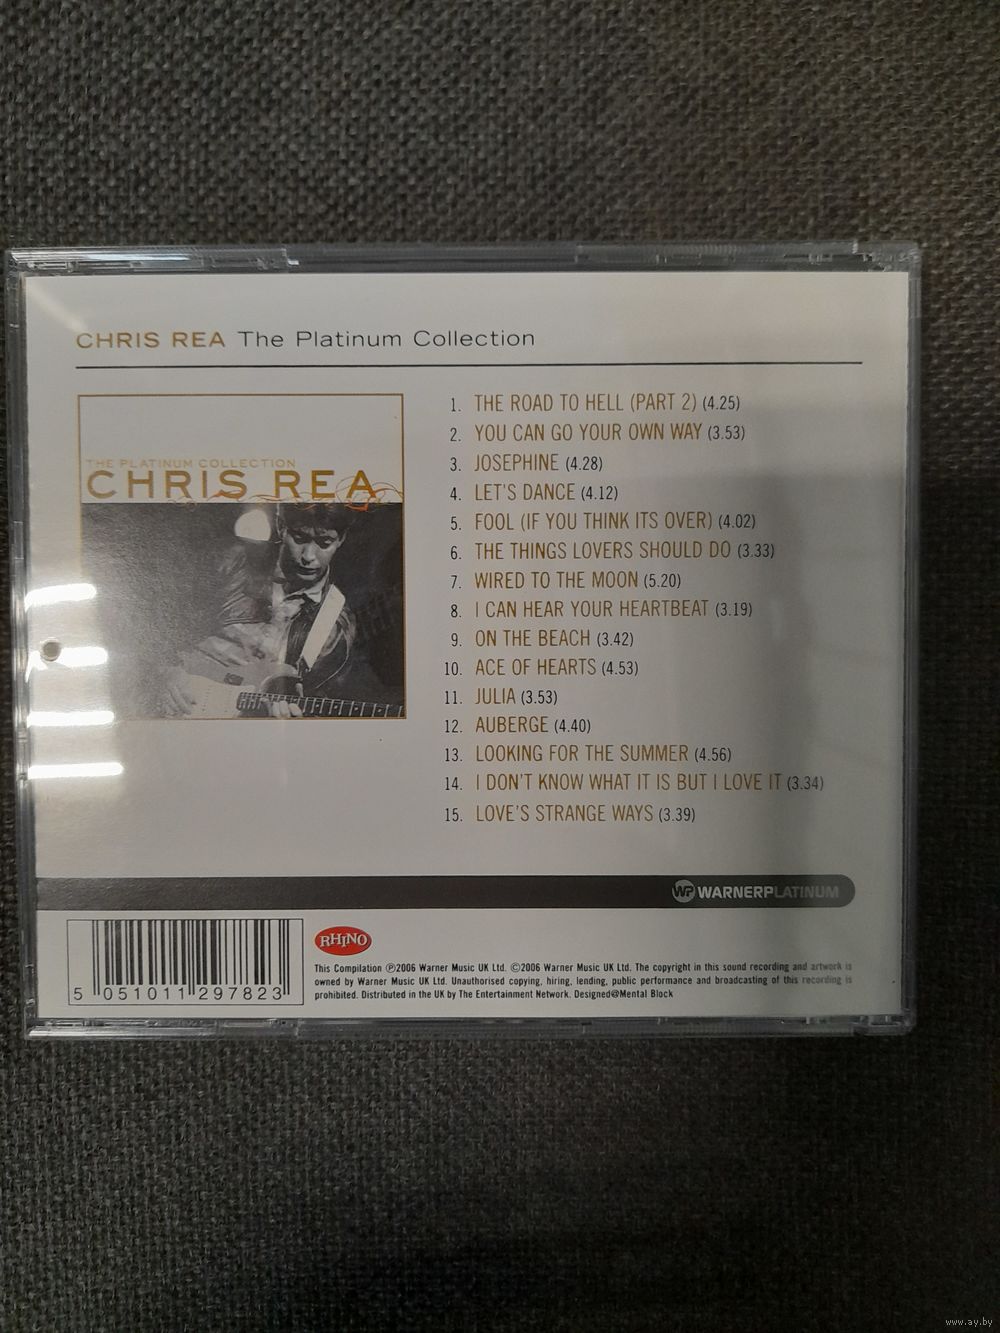 CHRIS REA The Platinum Collection
THE PLATINUM COLLECTION
CHRIS REA
1. THE ROAD TO HELL (PART 2) (4.25)
2. YOU CAN GO YOUR OWN WAY (3.53)
3. JOSEPHINE (4.28)
4. LET'S DANCE (4.12)
5. FOOL (IF YOU THINK ITS OVER) (4.02)
6. THE THINGS LOVERS SHOULD DO (3.33)
7. WIRED TO THE MOON (5.20)
8. I CAN HEAR YOUR HEARTBEAT (3.19)
9. ON THE BEACH (3.42)
10. ACE OF HEARTS (4.53)
11. JULIA (3.53)
12. AUBERGE (4.40)
13. LOOKING FOR THE SUMMER (4.56)
14. I DON'T KNOW WHAT IT IS BUT I LOVE IT (3.34)
15. LOVE'S STRANGE WAYS (3.39)
WP WARNERPLATINUM
5 051011 297823
RHINO
This Compilation ℗2006 Warner Music UK Ltd. ©2006 Warner Music UK Ltd. The copyright in this sound recording and artwork is
owned by Warner Music UK Ltd. Unauthorised copying, hiring, lending, public performance and broadcasting of this recording is
prohibited. Distributed in the UK by The Entertainment Network. Designed@Mental Block
www.ay.by